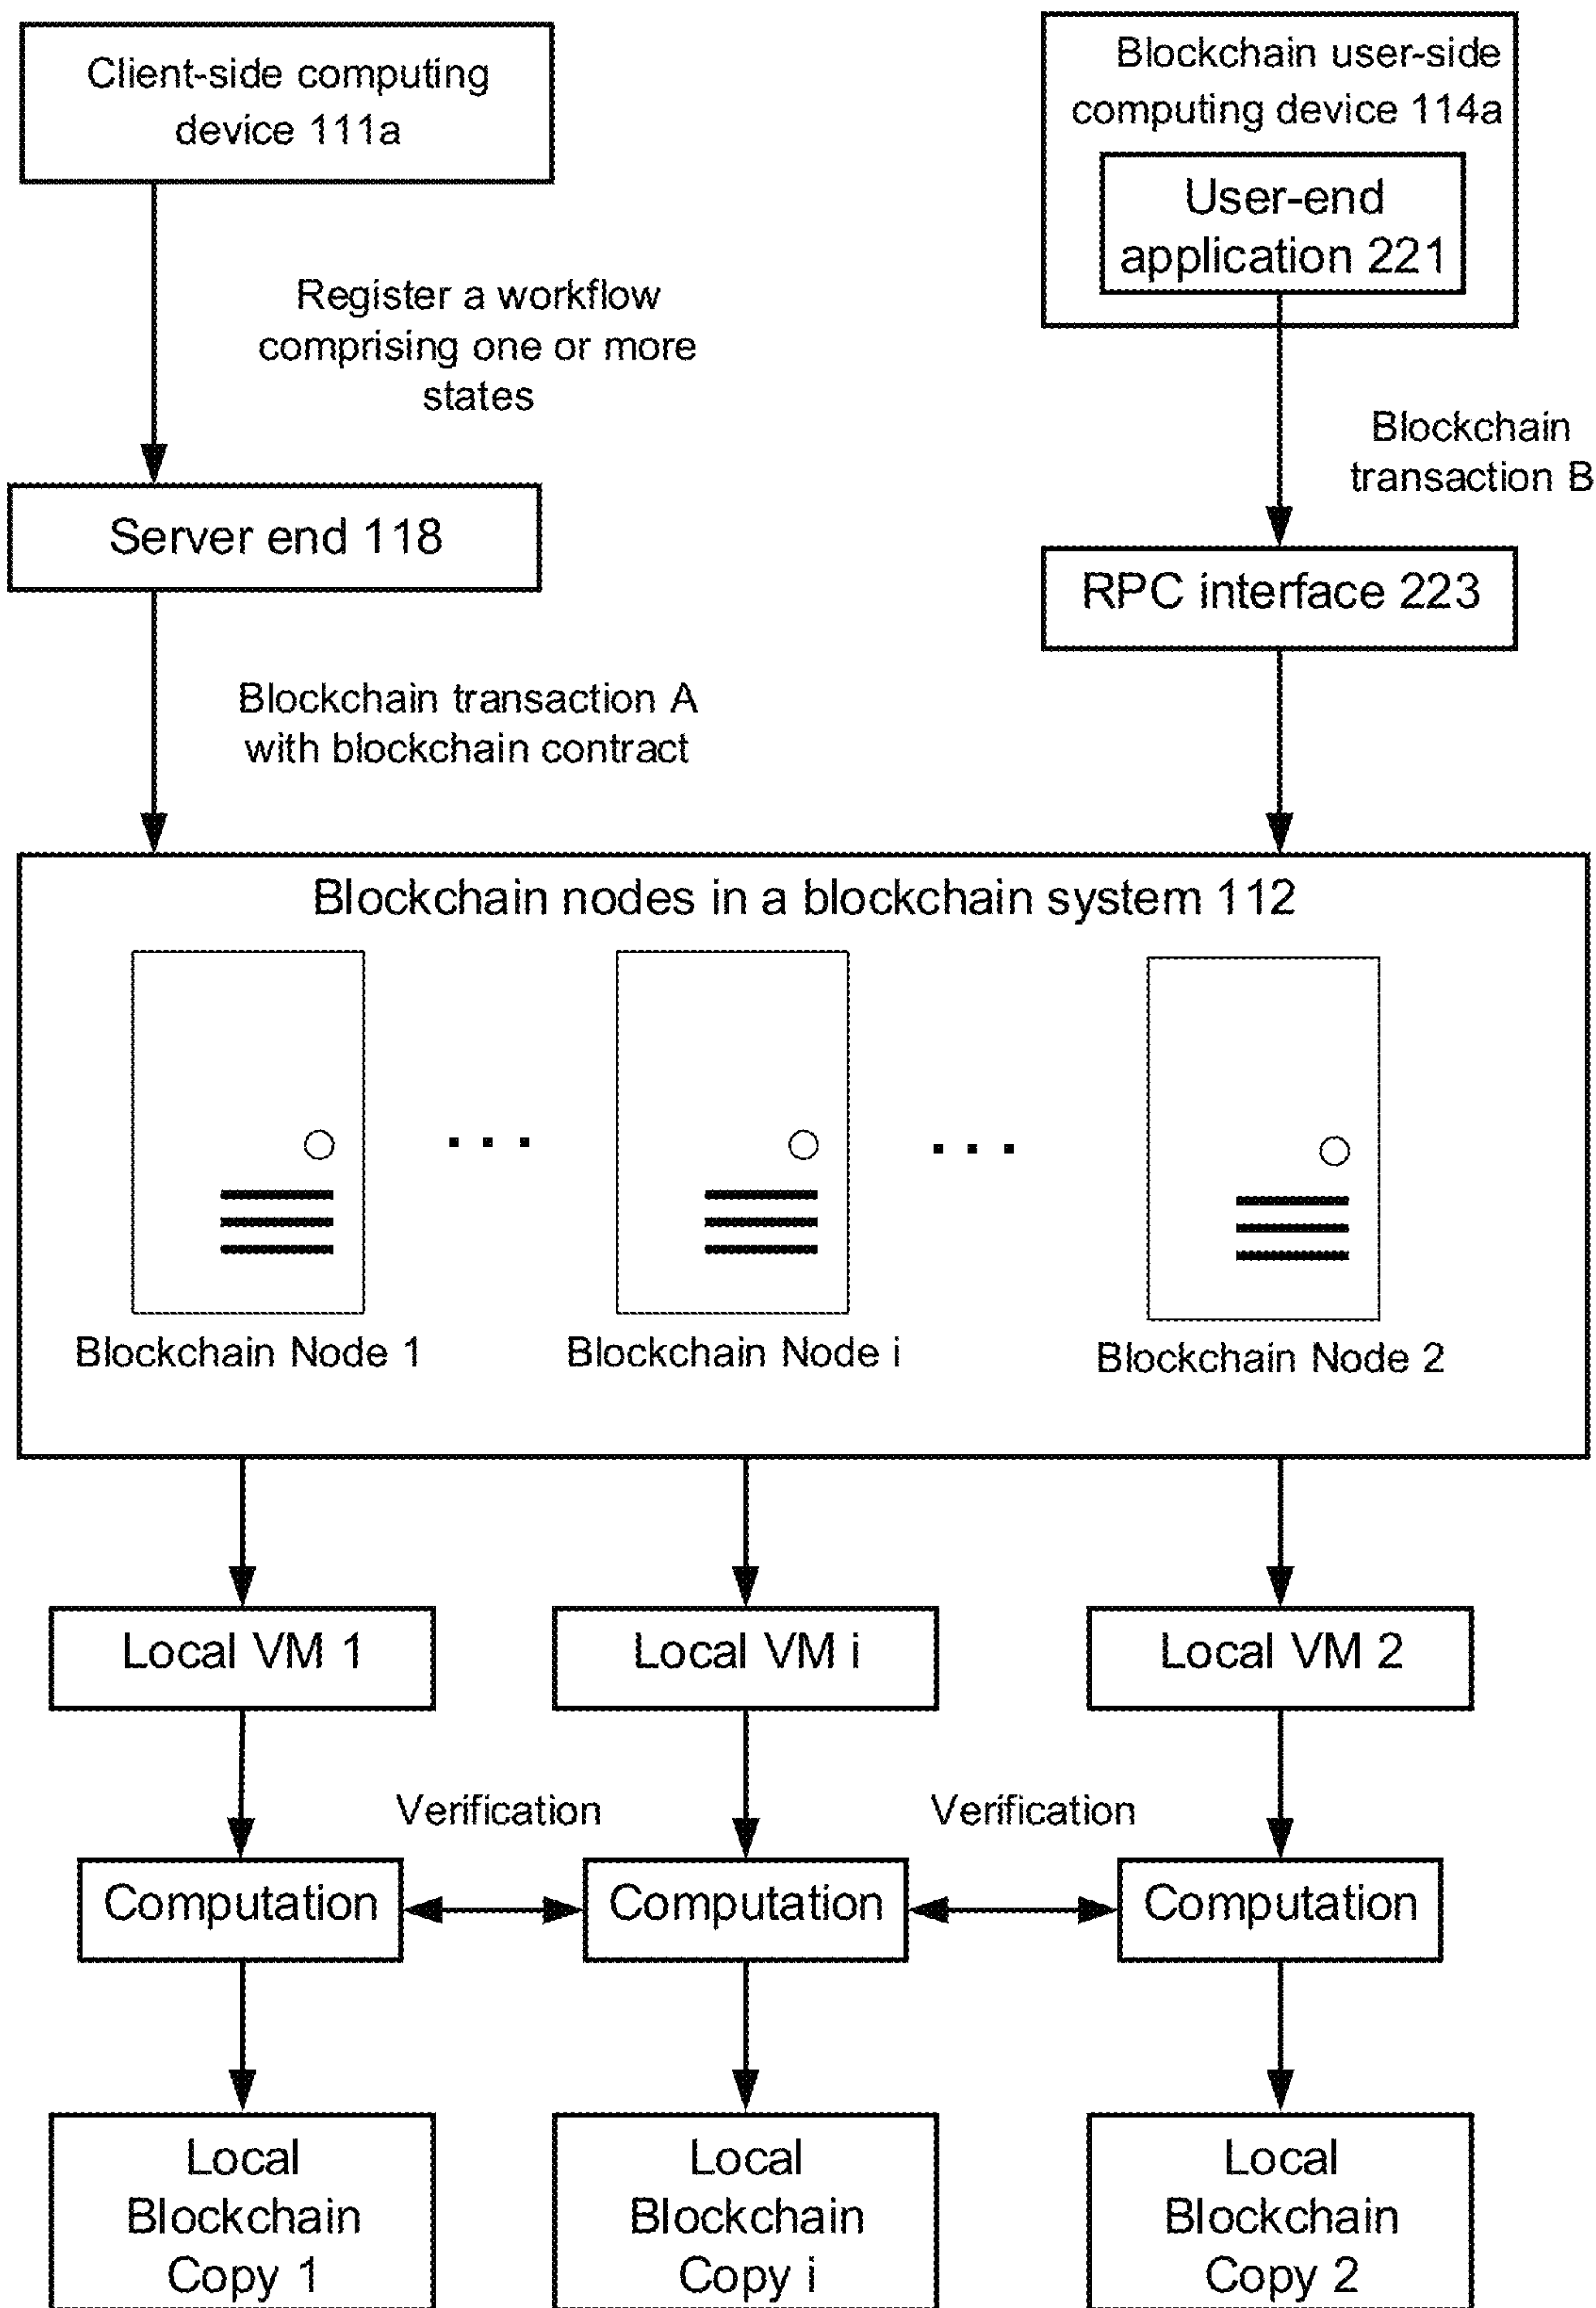 Client-side computing
device 111a
Blockchain user-side
computing device 114a
User-end
application 221
Register a workflow
comprising one or more
states
Blockchain
transaction B
Server end 118
RPC interface 223
Blockchain transaction A
with blockchain contract
Blockchain nodes in a blockchain system 112
. . .
. . .
Blockchain Node 1
Blockchain Node i
Blockchain Node 2
Local VM 1
Local VM i
Local VM 2
Verification
Verification
Computation
Computation
Computation
Local
Blockchain
Copy 1
Local
Blockchain
Copy i
Local
Blockchain
Copy 2